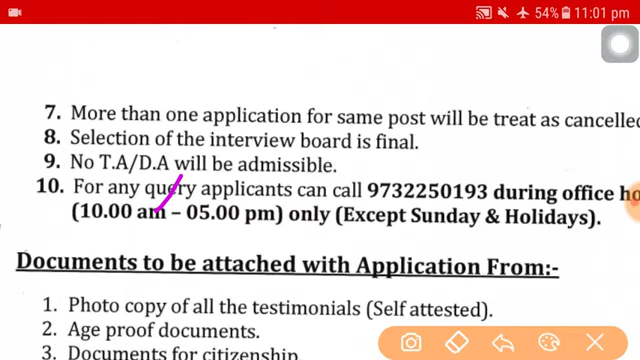 54% 11:01 pm
7. More than one application for same post will be treat as cancelled
8. Selection of the interview board is final.
9. No T.A/D.A will be admissible.
10. For any query applicants can call 9732250193 during office ho
(10.00 am – 05.00 pm) only (Except Sunday & Holidays).
Documents to be attached with Application From:-
1. Photo copy of all the testimonials (Self attested).
2. Age proof documents.
3. Documents for citizenship